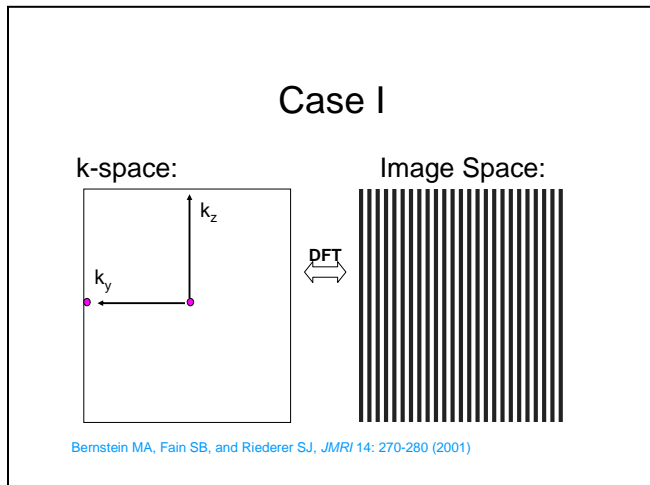 Case I
k-space:
Image Space:
kz
DFT
ky
Bernstein MA, Fain SB, and Riederer SJ, JMRI 14: 270-280 (2001)